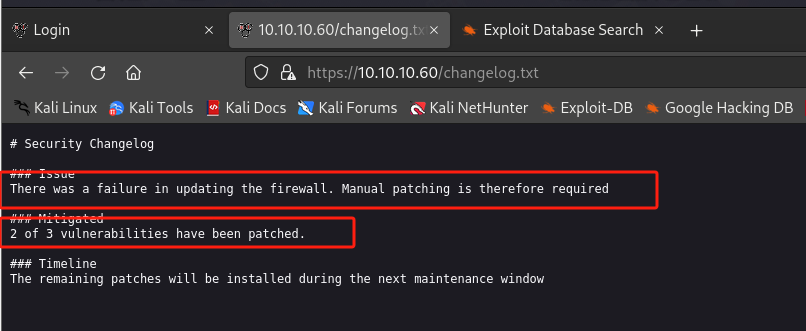 Login
10.10.10.60/changelog.tx
Exploit Database Search
https://10.10.10.60/changelog.txt
Kali Linux
Kali Tools
Kali Docs
Kali Forums
Kali NetHunter
Exploit-DB
Google Hacking DB
# Security Changelog
### Issue
There was a failure in updating the firewall. Manual patching is therefore required
### Mitigated
2 of 3 vulnerabilities have been patched.
### Timeline
The remaining patches will be installed during the next maintenance window